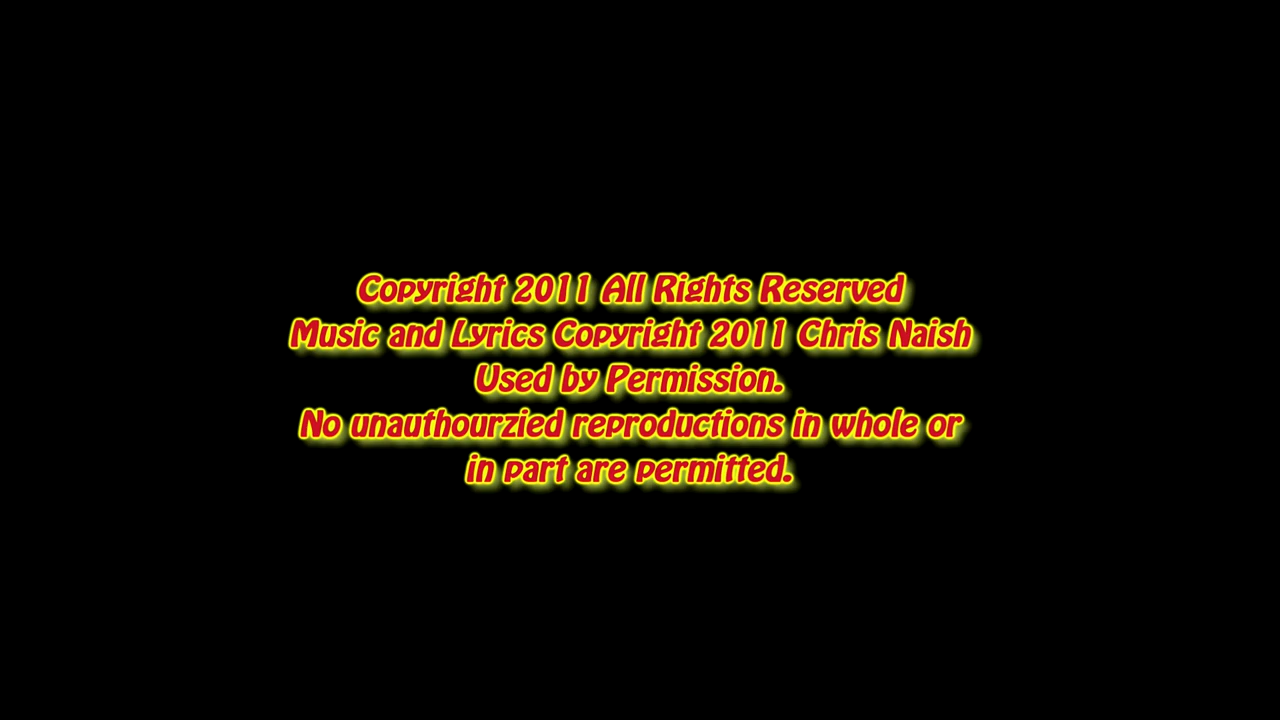 Copyright 2011 All Rights Reserved
Music and Lyrics Copyright 2011 Chris Naish
Used by Permission.
No unauthourzied reproductions in whole or
in part are permitted.